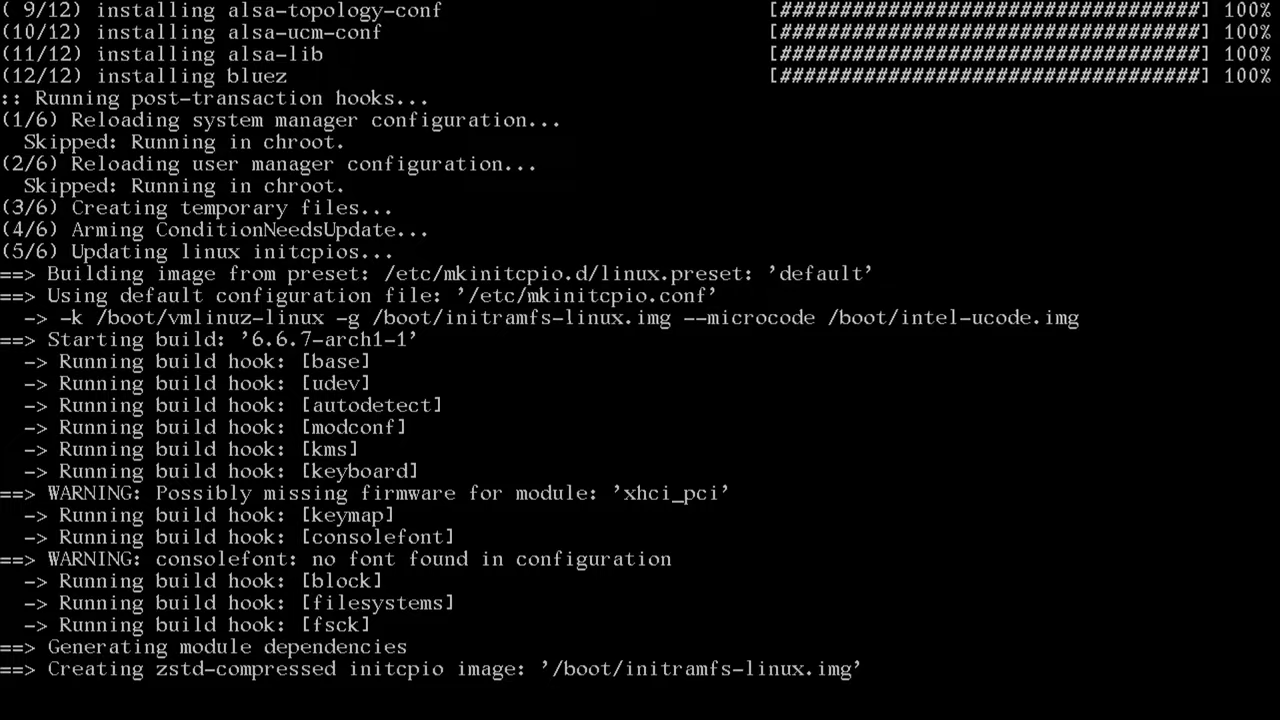 ( 9/12) installing alsa-topology-conf [###################################] 100%
(10/12) installing alsa-ucm-conf [###################################] 100%
(11/12) installing alsa-lib [###################################] 100%
(12/12) installing bluez [###################################] 100%
:: Running post-transaction hooks...
(1/6) Reloading system manager configuration...
  Skipped: Running in chroot.
(2/6) Reloading user manager configuration...
  Skipped: Running in chroot.
(3/6) Creating temporary files...
(4/6) Arming ConditionNeedsUpdate...
(5/6) Updating linux initcpios...
==> Building image from preset: /etc/mkinitcpio.d/linux.preset: 'default'
==> Using default configuration file: '/etc/mkinitcpio.conf'
  -> -k /boot/vmlinuz-linux -g /boot/initramfs-linux.img --microcode /boot/intel-ucode.img
==> Starting build: '6.6.7-arch1-1'
  -> Running build hook: [base]
  -> Running build hook: [udev]
  -> Running build hook: [autodetect]
  -> Running build hook: [modconf]
  -> Running build hook: [kms]
  -> Running build hook: [keyboard]
==> WARNING: Possibly missing firmware for module: 'xhci_pci'
  -> Running build hook: [keymap]
  -> Running build hook: [consolefont]
==> WARNING: consolefont: no font found in configuration
  -> Running build hook: [block]
  -> Running build hook: [filesystems]
  -> Running build hook: [fsck]
==> Generating module dependencies
==> Creating zstd-compressed initcpio image: '/boot/initramfs-linux.img'